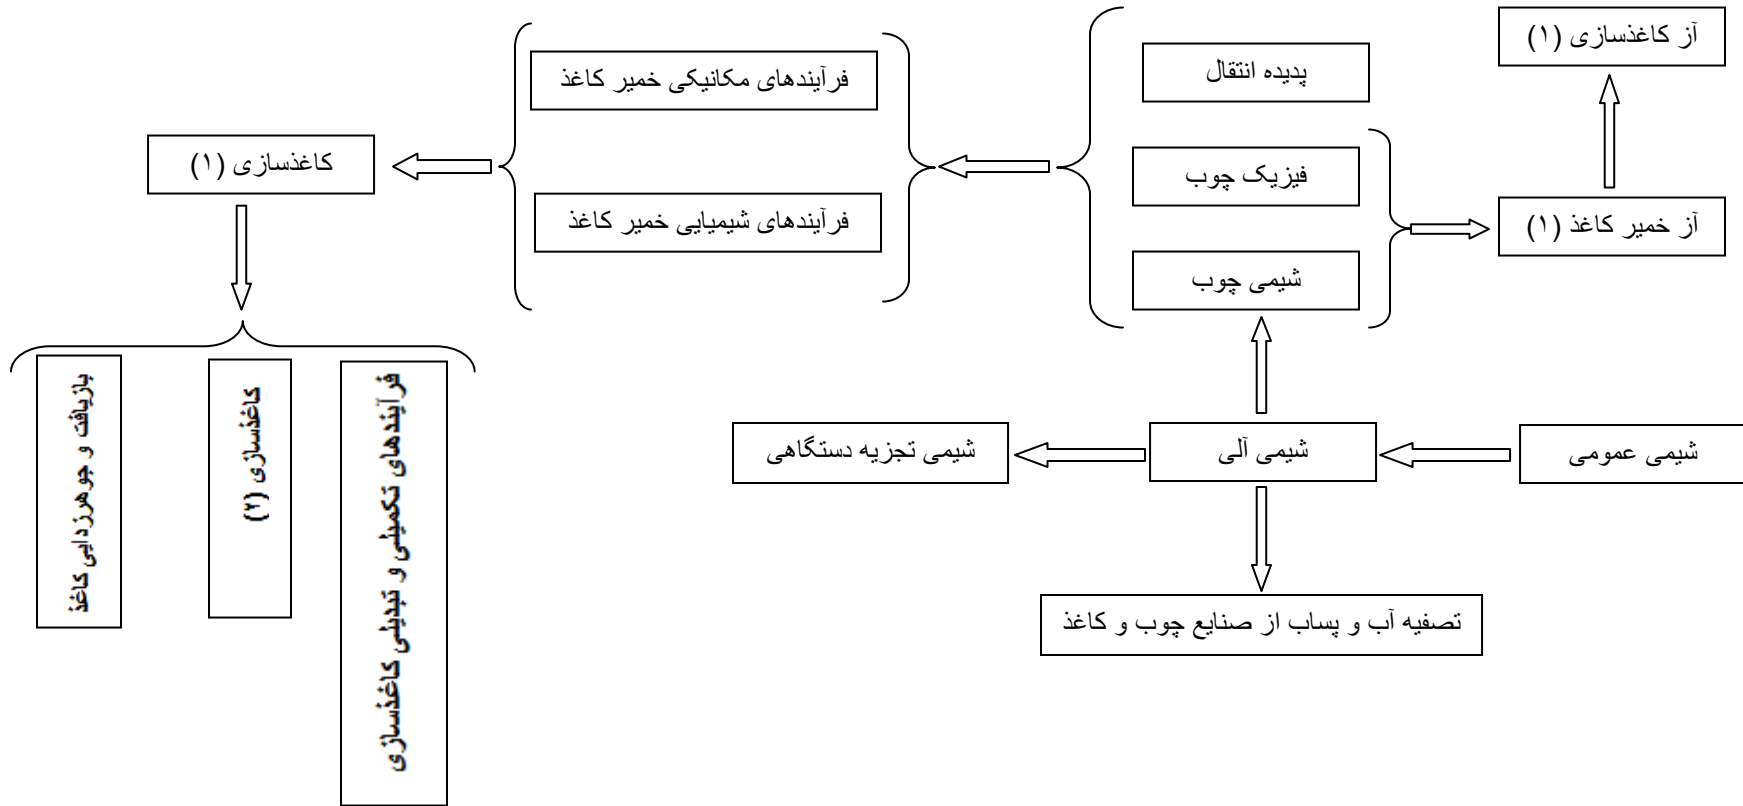 آز کاغذسازی (۱)
پدیده انتقال
فرآیندهای مکانیکی خمیر کاغذ
کاغذسازی (۱)
فیزیک چوب
آز خمیر کاغذ (۱)
فرآیندهای شیمیایی خمیر کاغذ
شیمی چوب
شیمی عمومی
شیمی آلی
شیمی تجزیه دستگاهی
تصفیه آب و پساب از صنایع چوب و کاغذ
فرآیندهای تکمیلی و تبدیلی کاغذسازی
کاغذسازی (۲)
بازیافت و جوهرزدایی کاغذ